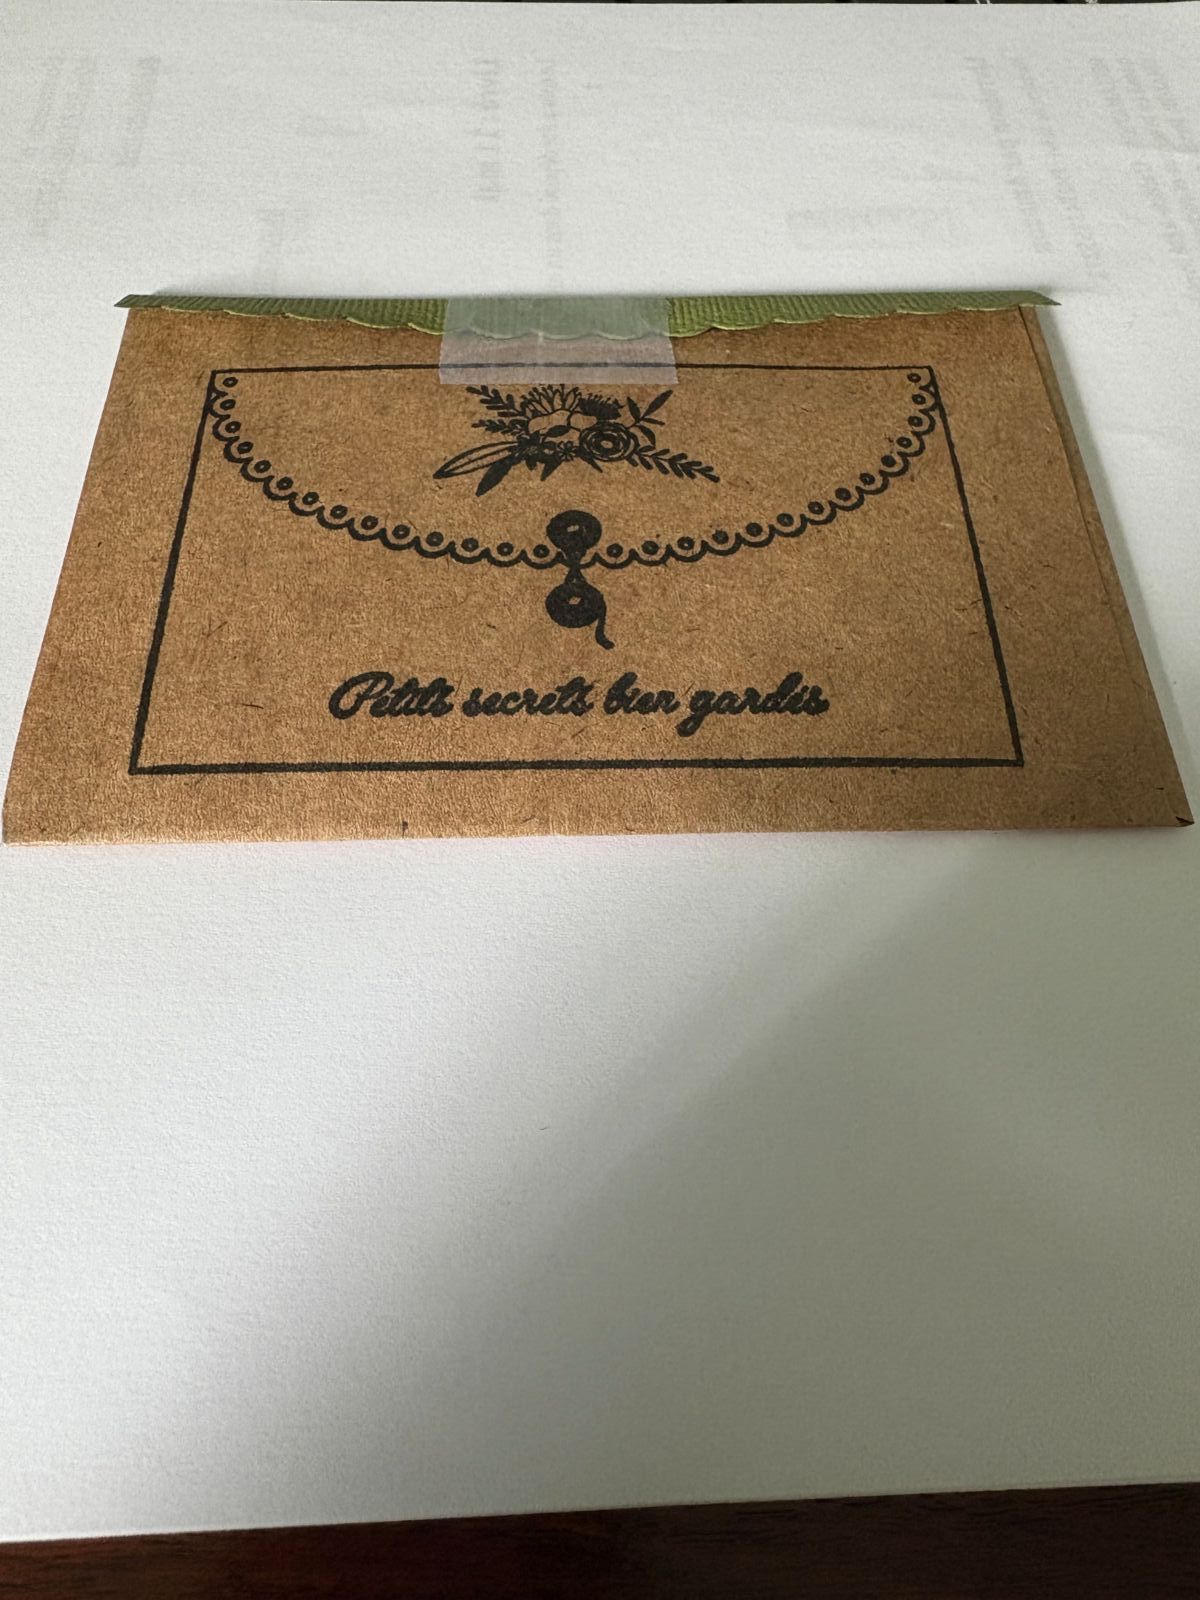 Petits secrets bien gardés